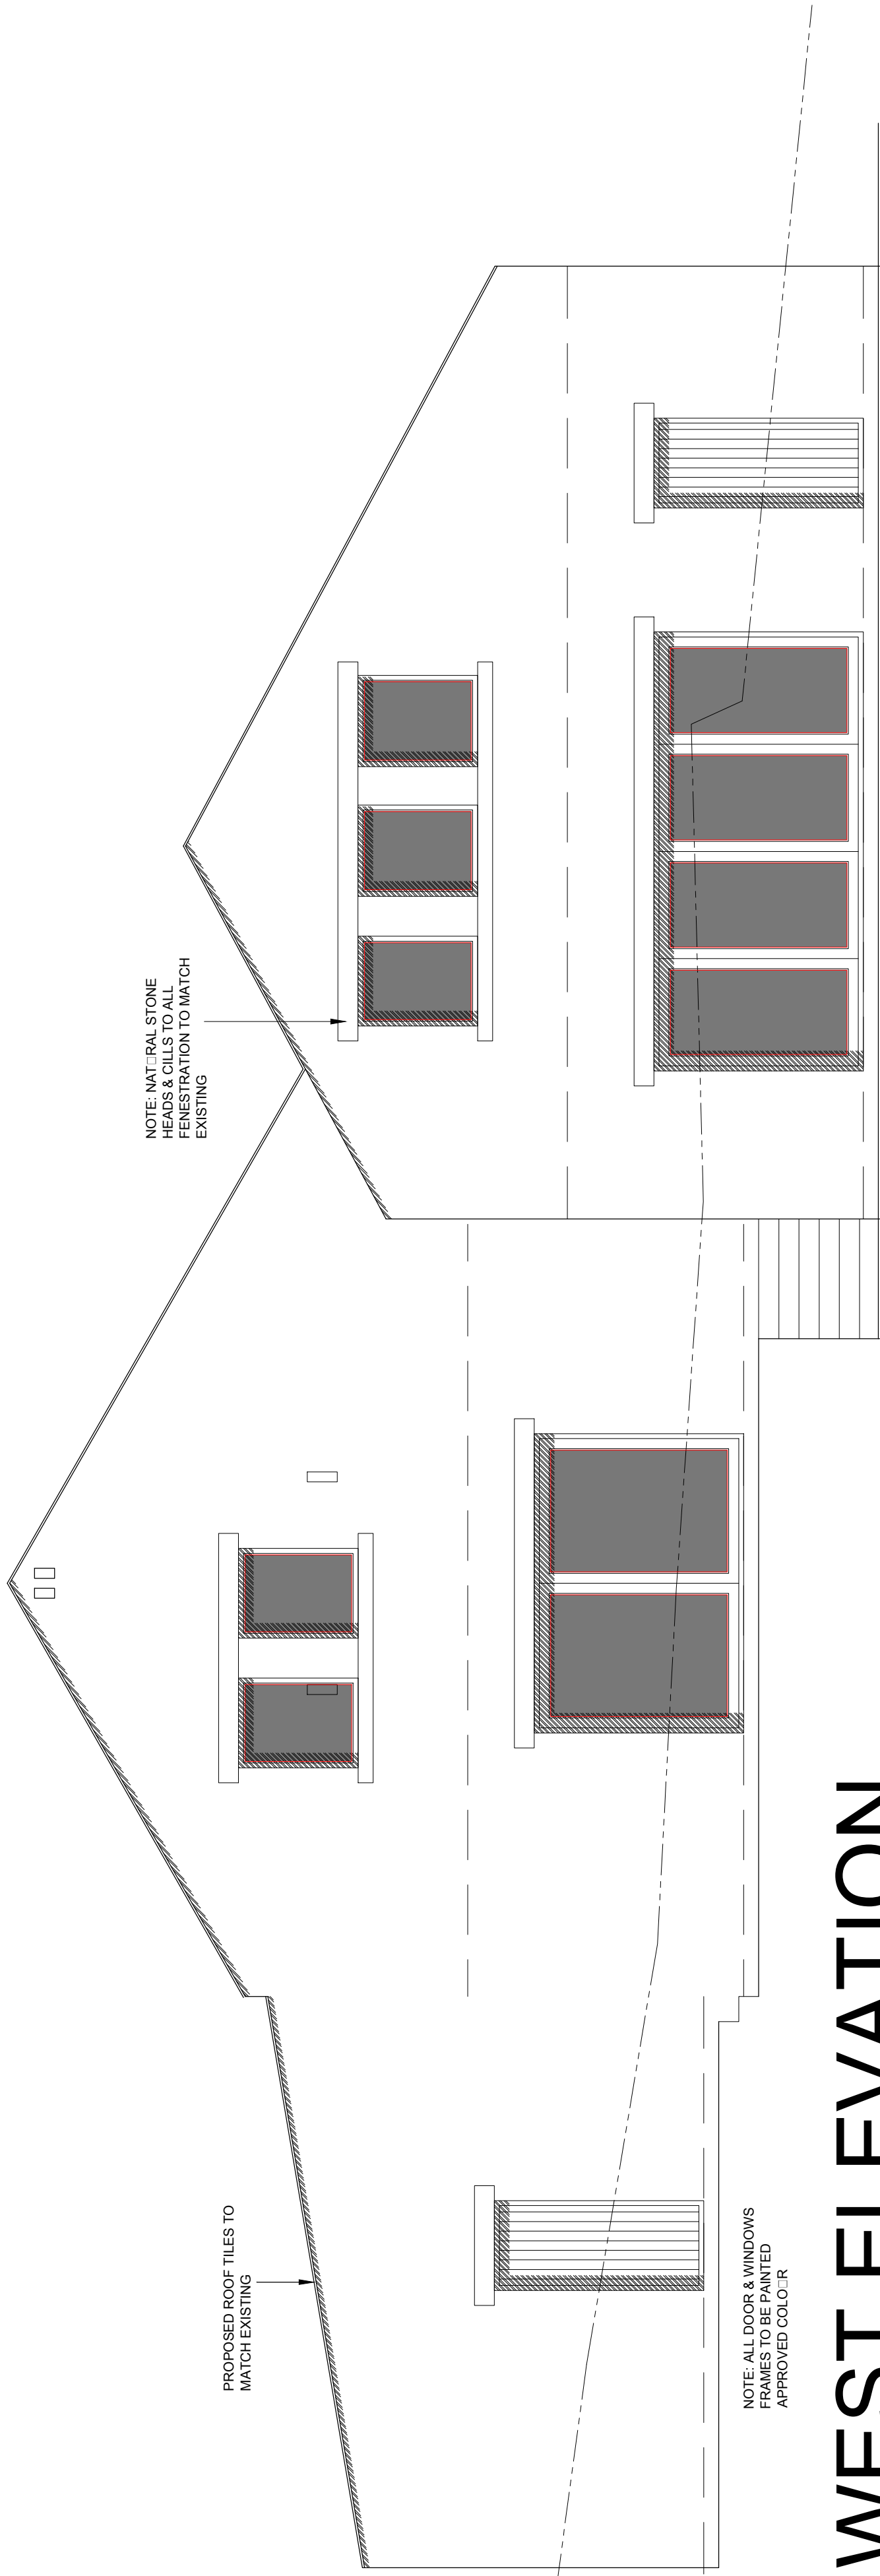 NOTE: NAT□RAL STONE
HEADS & CILLS TO ALL
FENESTRATION TO MATCH
EXISTING
PROPOSED ROOF TILES TO
MATCH EXISTING
NOTE: ALL DOOR & WINDOWS
FRAMES TO BE PAINTED
APPROVED COLO□R
WEST ELEVATION